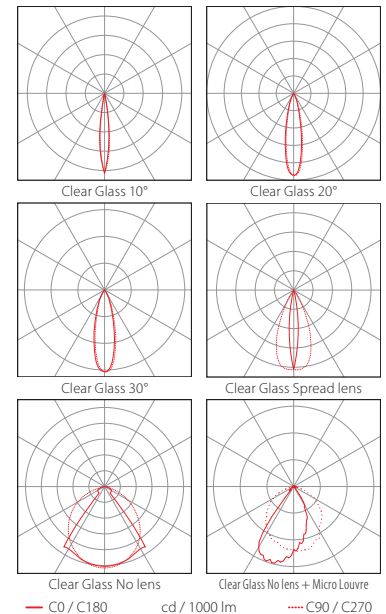 Clear Glass 10° Clear Glass 20°
Clear Glass 30° Clear Glass Spread lens
Clear Glass No lens Clear Glass No lens + Micro Louvre
C0 / C180 cd / 1000 lm C90 / C270